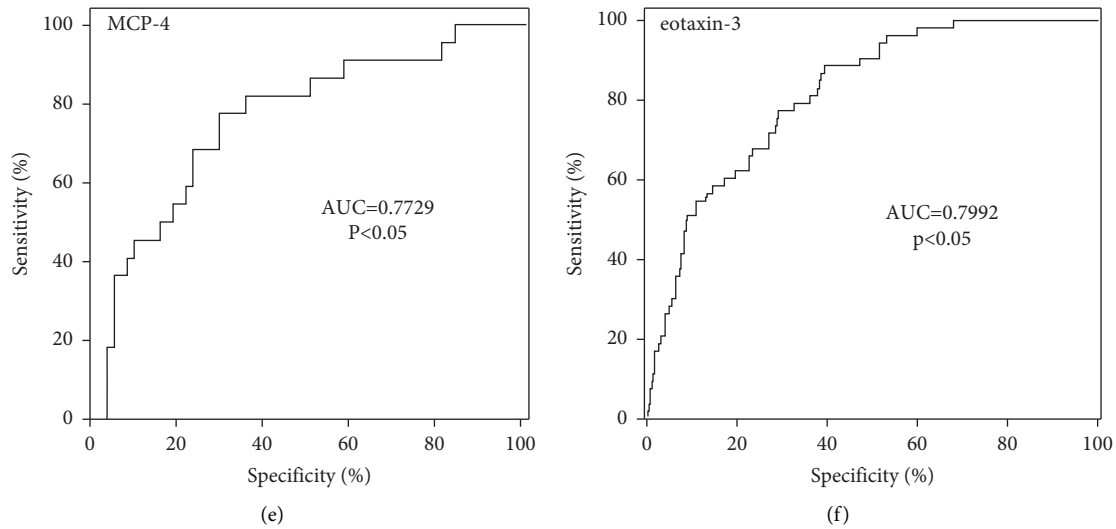 MCP-4
100
80
60
40
20
0
Sensitivity (%)
AUC=0.7729
P<0.05
0 20 40 60 80 100
Specificity (%)
(e)
eotaxin-3
100
80
60
40
20
0
Sensitivity (%)
AUC=0.7992
p<0.05
0 20 40 60 80 100
Specificity (%)
(f)